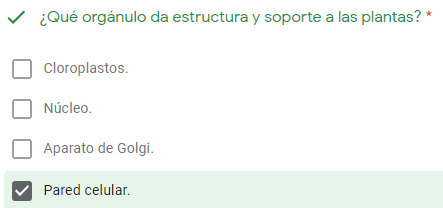 ¿Qué orgánulo da estructura y soporte a las plantas? *
Cloroplastos.
Núcleo.
Aparato de Golgi.
Pared celular.